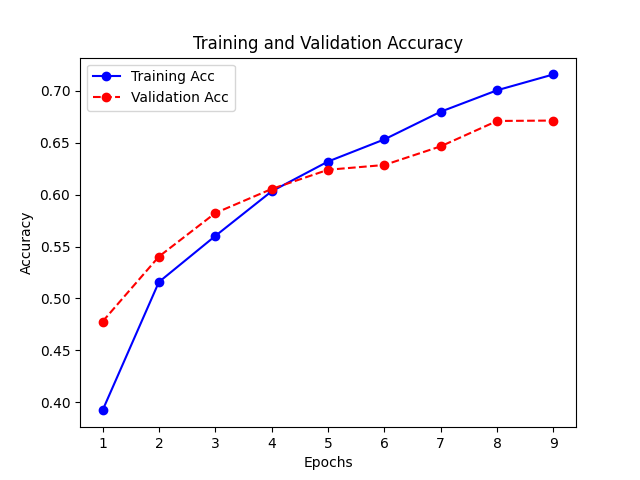 Training and Validation Accuracy
Training Acc
Validation Acc
Accuracy
0.70
0.65
0.60
0.55
0.50
0.45
0.40
1 2 3 4 5 6 7 8 9
Epochs